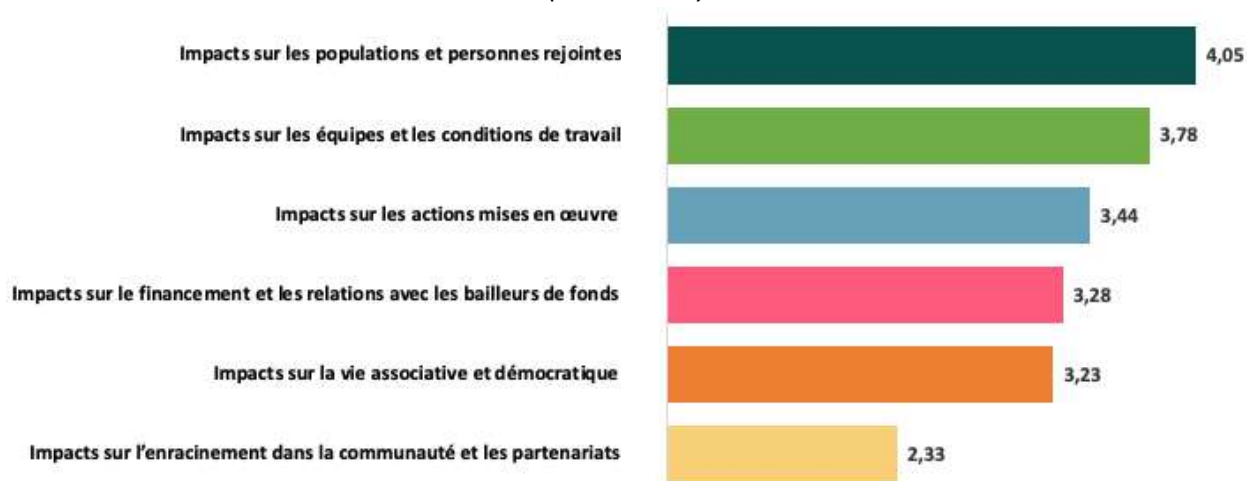 Impacts sur les populations et personnes rejointes 4,05
Impacts sur les équipes et les conditions de travail 3,78
Impacts sur les actions mises en œuvre 3,44
Impacts sur le financement et les relations avec les bailleurs de fonds 3,28
Impacts sur la vie associative et démocratique 3,23
Impacts sur l’enracinement dans la communauté et les partenariats 2,33